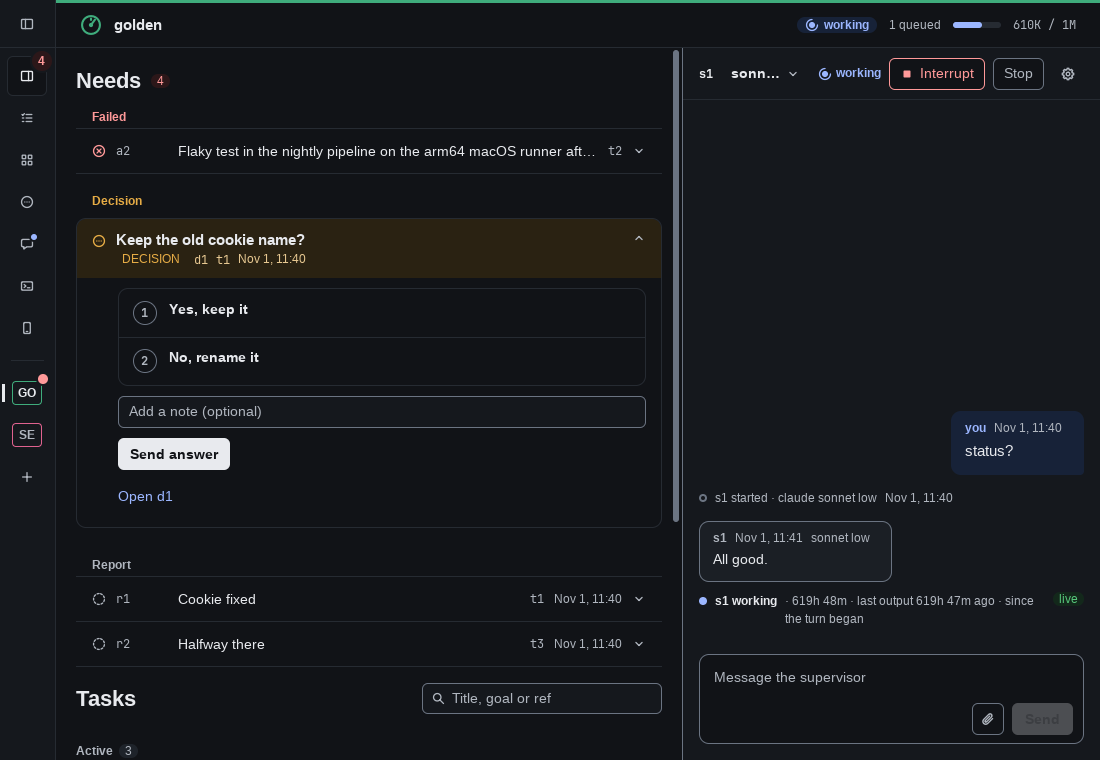 golden
working
1 queued
610K / 1M
4
GO
SE
Needs 4
Failed
a2
Flaky test in the nightly pipeline on the arm64 macOS runner aft…
t2
Decision
Keep the old cookie name?
DECISION d1 t1 Nov 1, 11:40
1 Yes, keep it
2 No, rename it
Add a note (optional)
Send answer
Open d1
Report
r1 Cookie fixed t1 Nov 1, 11:40
r2 Halfway there t3 Nov 1, 11:40
Tasks
Title, goal or ref
Active 3
s1 sonn… working Interrupt Stop
you Nov 1, 11:40
status?
s1 started · claude sonnet low Nov 1, 11:40
s1 Nov 1, 11:41 sonnet low
All good.
s1 working · 619h 48m · last output 619h 47m ago · since
the turn began
live
Message the supervisor
Send